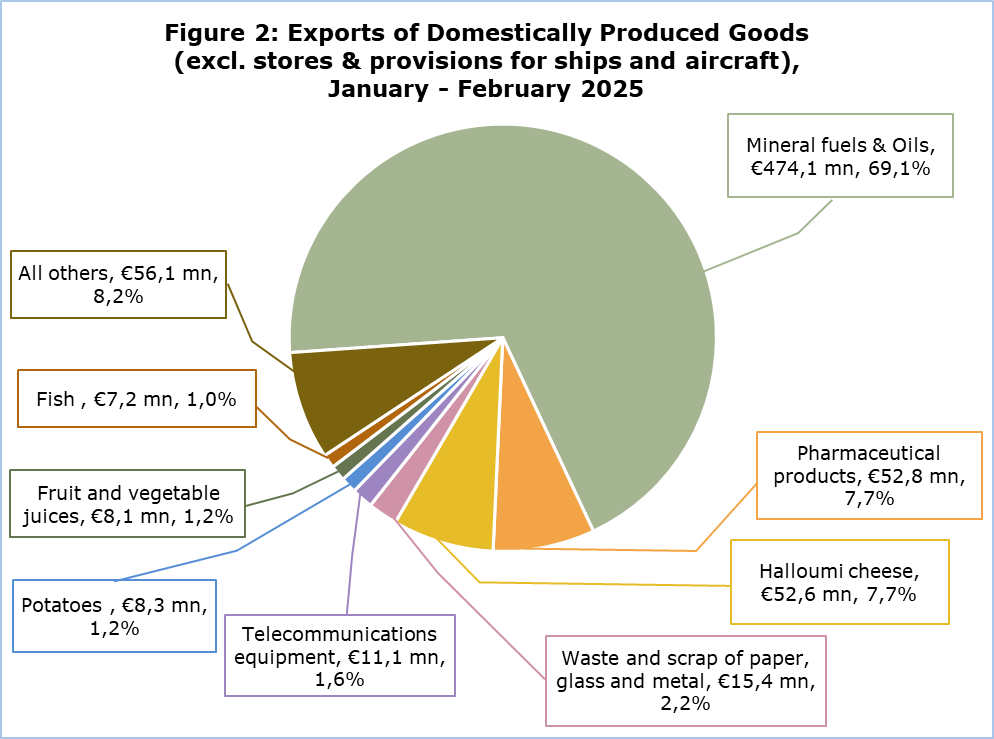 Figure 2: Exports of Domestically Produced Goods
(excl. stores & provisions for ships and aircraft),
January - February 2025
Mineral fuels & Oils,
€474,1 mn, 69,1%
All others, €56,1 mn,
8,2%
Fish , €7,2 mn, 1,0%
Pharmaceutical
products, €52,8 mn,
7,7%
Fruit and vegetable
juices, €8,1 mn, 1,2%
Halloumi cheese,
€52,6 mn, 7,7%
Potatoes , €8,3 mn,
1,2%
Telecommunications
equipment, €11,1 mn,
1,6%
Waste and scrap of paper,
glass and metal, €15,4 mn,
2,2%